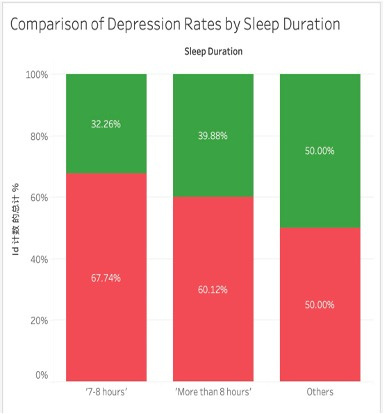 Comparison of Depression Rates by Sleep Duration
Sleep Duration
Id 计数 的总计 %
100%
80%
60%
40%
20%
0%
32.26%
39.88%
50.00%
67.74%
60.12%
50.00%
'7-8 hours'
'More than 8 hours'
Others